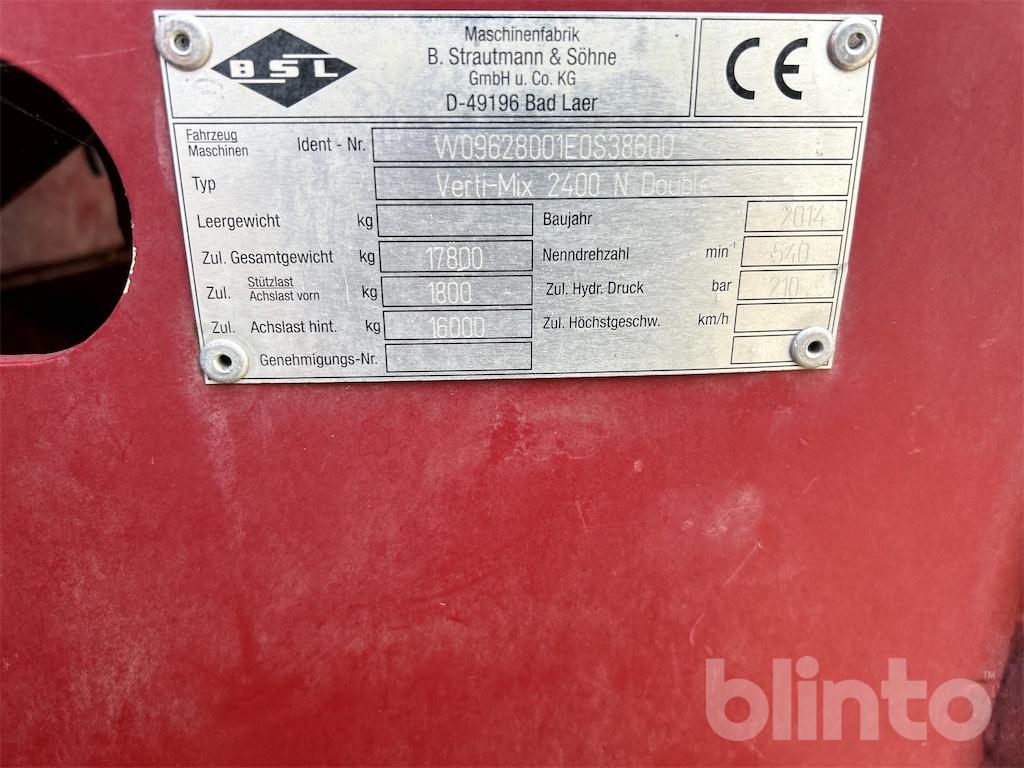 BSL
Maschinenfabrik
B. Strautmann & Söhne
GmbH u. Co. KG
D-49196 Bad Laer
CE
Fahrzeug
Maschinen Ident - Nr. W09628001E0S38600
Typ Verti-Mix 2400 N Double
Leergewicht kg Baujahr 2014
Zul. Gesamtgewicht kg 17800 Nenndrehzahl min-1 540
Zul. Stützlast
Achslast vorn kg 1800 Zul. Hydr. Druck bar 210
Zul. Achslast hint. kg 16000 Zul. Höchstgeschw. km/h
Genehmigungs-Nr.
blinto™